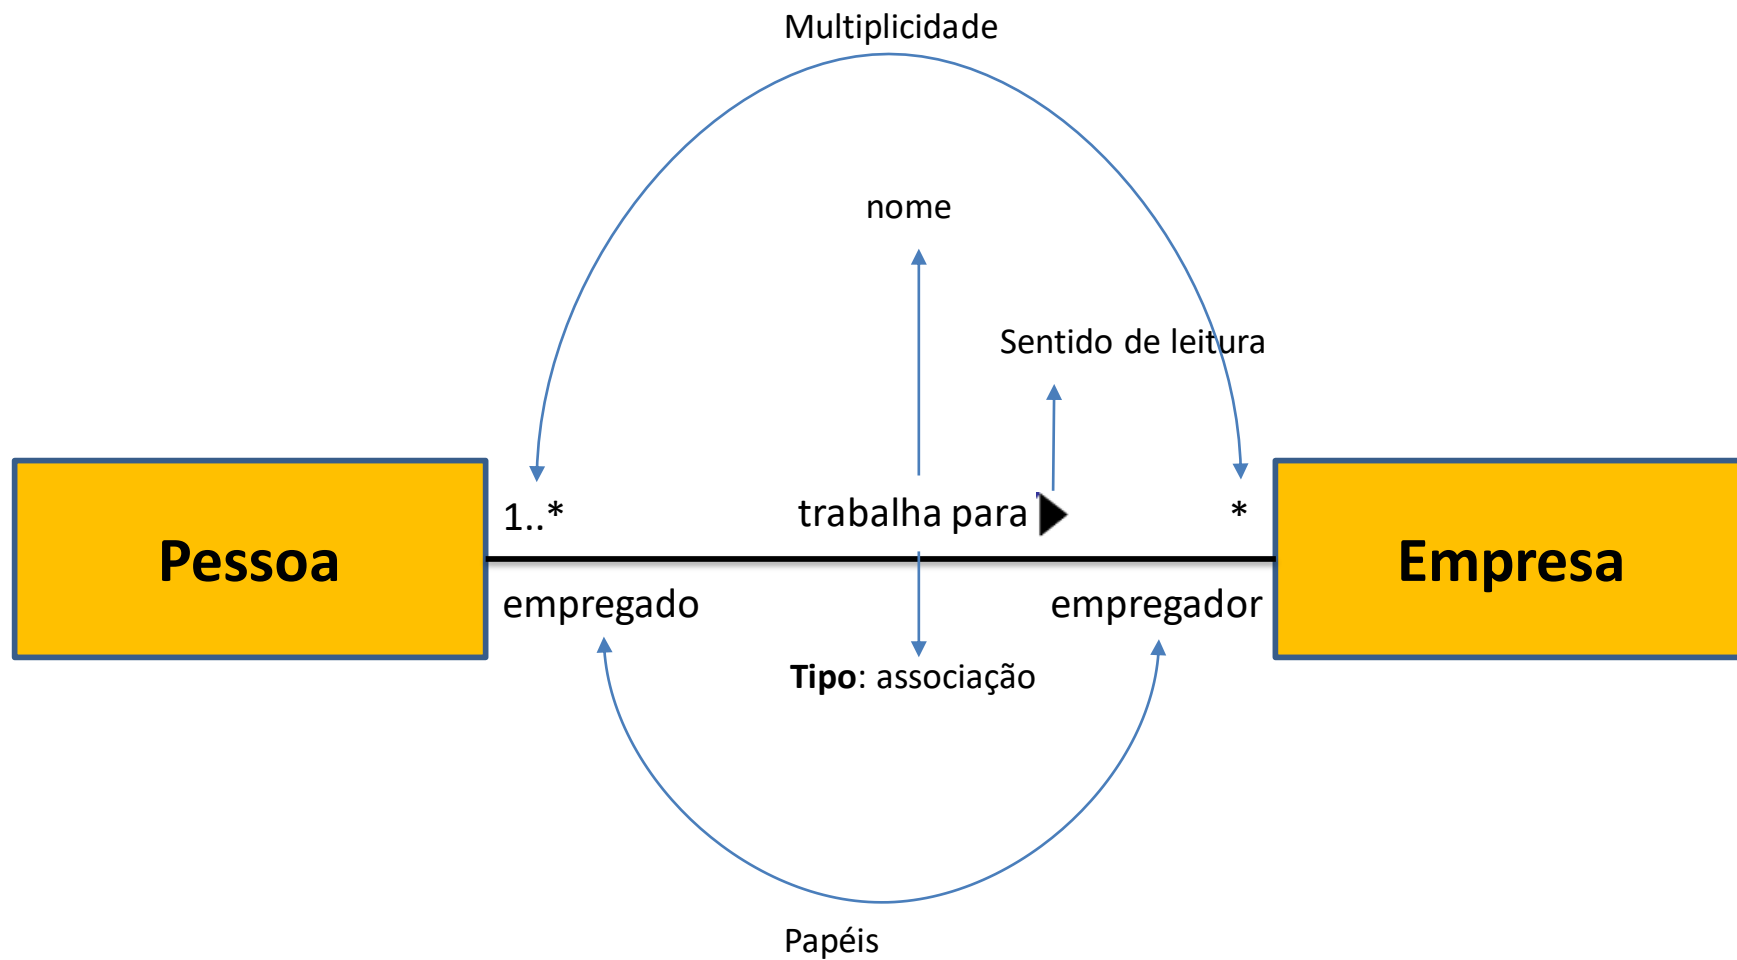 Multiplicidade
nome
Sentido de leitura
1..*
trabalha para
*
Pessoa
Empresa
empregado
empregador
Tipo: associação
Papéis